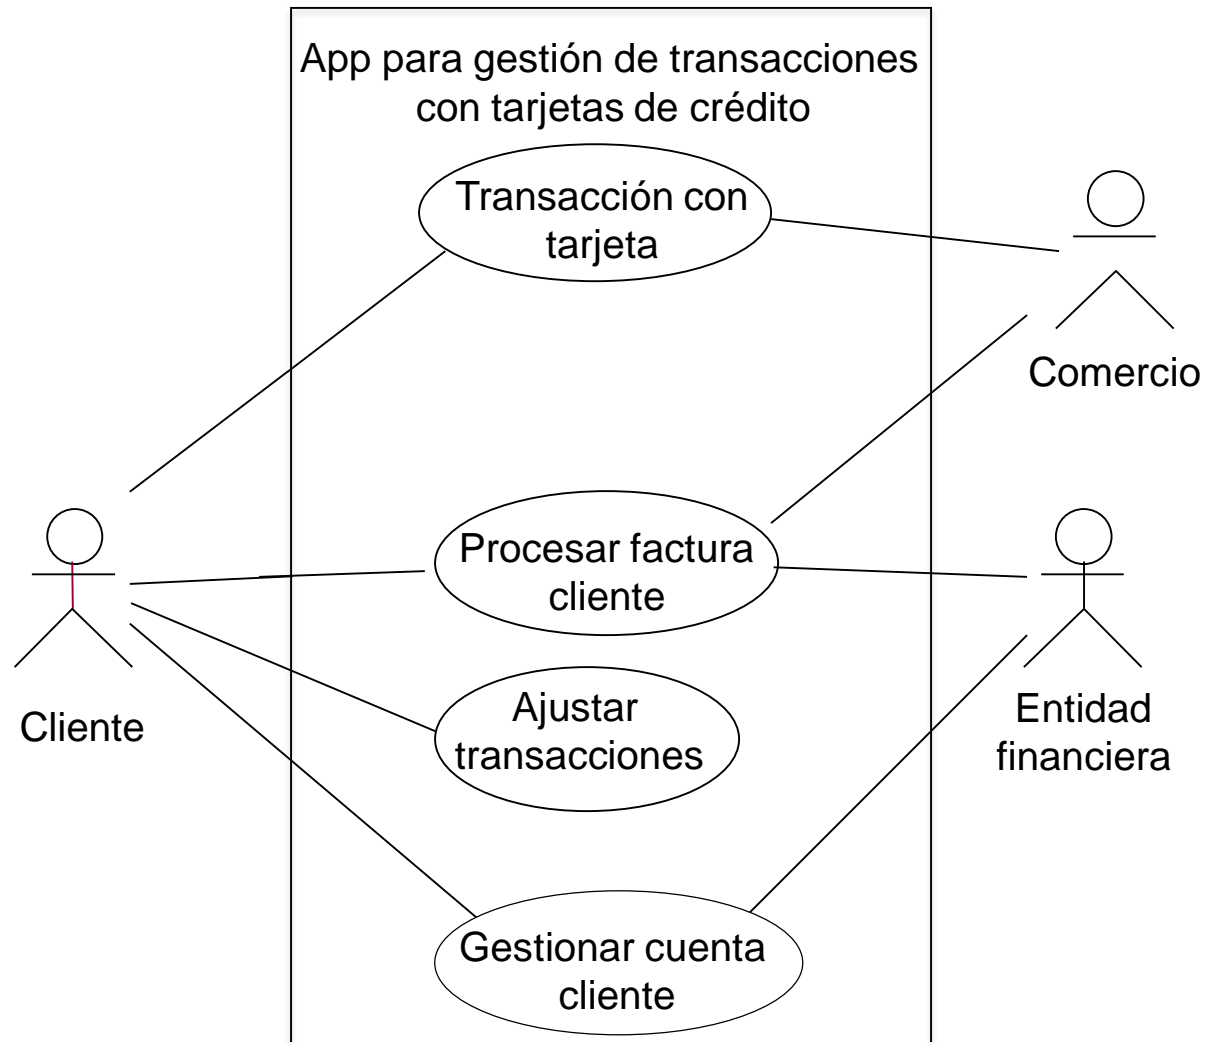 App para gestión de transacciones
con tarjetas de crédito
Transacción con
tarjeta
Comercio
Procesar factura
cliente
Cliente
Ajustar
transacciones
Entidad
financiera
Gestionar cuenta
cliente